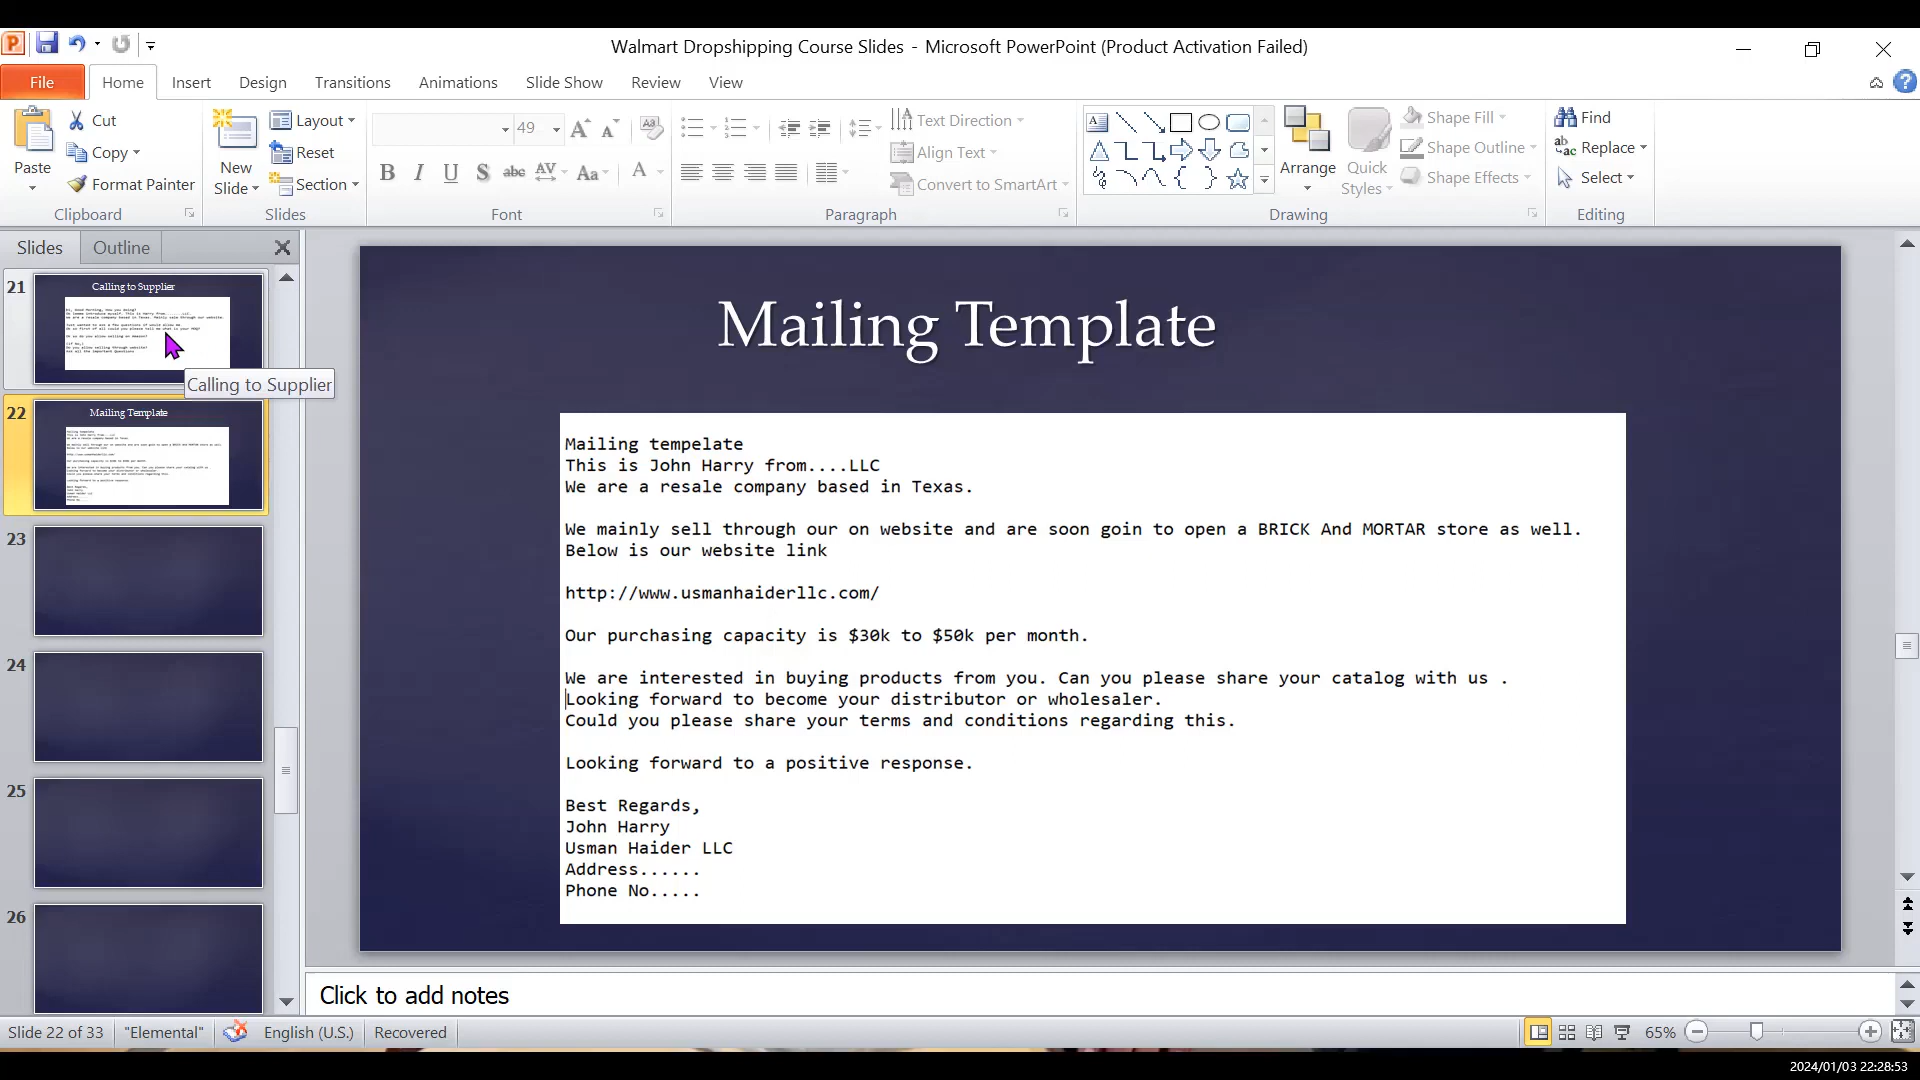 Walmart Dropshipping Course Slides - Microsoft PowerPoint (Product Activation Failed)
File Home Insert Design Transitions Animations Slide Show Review View
Paste
Cut
Copy
Format Painter
Clipboard
New Slide
Layout
Reset
Section
Slides
49
Font
Text Direction
Align Text
Convert to SmartArt
Paragraph
Arrange
Quick Styles
Shape Fill
Shape Outline
Shape Effects
Drawing
Find
Replace
Select
Editing
Slides Outline
21
Calling to Supplier
Calling to Supplier
22
Mailing Template
23
24
25
26
Mailing Template
Mailing tempelate
This is John Harry from....LLC
We are a resale company based in Texas.
We mainly sell through our on website and are soon goin to open a BRICK And MORTAR store as well.
Below is our website link
http://www.usmanhaiderllc.com/
Our purchasing capacity is $30k to $50k per month.
We are interested in buying products from you. Can you please share your catalog with us .
Looking forward to become your distributor or wholesaler.
Could you please share your terms and conditions regarding this.
Looking forward to a positive response.
Best Regards,
John Harry
Usman Haider LLC
Address......
Phone No.....
Click to add notes
Slide 22 of 33 "Elemental" English (U.S.) Recovered 65%
2024/01/03 22:28:53